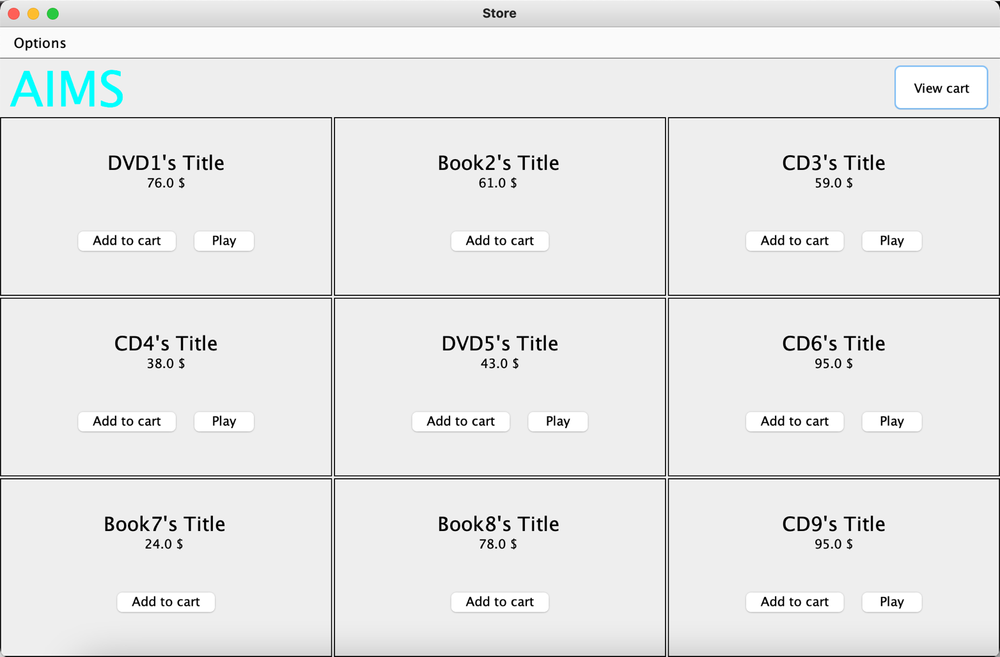 Store
Options
AIMS
View cart
DVD1's Title
76.0 $
Add to cart Play
Book2's Title
61.0 $
Add to cart
CD3's Title
59.0 $
Add to cart Play
CD4's Title
38.0 $
Add to cart Play
DVD5's Title
43.0 $
Add to cart Play
CD6's Title
95.0 $
Add to cart Play
Book7's Title
24.0 $
Add to cart
Book8's Title
78.0 $
Add to cart
CD9's Title
95.0 $
Add to cart Play